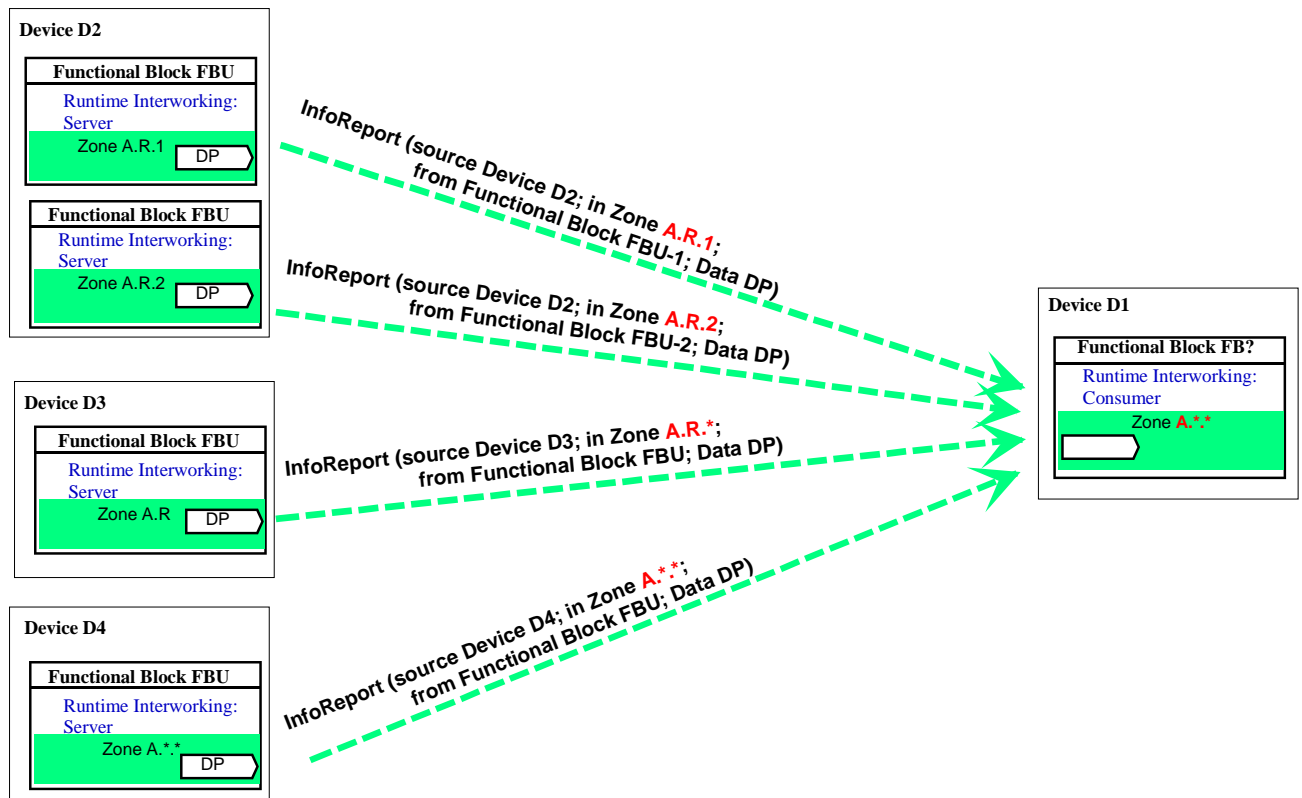 Device D2
Functional Block FBU
Runtime Interworking:
Server
Zone A.R.1
DP
Functional Block FBU
Runtime Interworking:
Server
Zone A.R.2
DP
InfoReport (source Device D2; in Zone A.R.1;
from Functional Block FBU-1; Data DP)
InfoReport (source Device D2; in Zone A.R.2;
from Functional Block FBU-2; Data DP)
Device D1
Functional Block FB?
Runtime Interworking:
Consumer
Zone A.*.*
Device D3
Functional Block FBU
Runtime Interworking:
Server
Zone A.R
DP
InfoReport (source Device D3; in Zone A.R.*;
from Functional Block FBU; Data DP)
Device D4
Functional Block FBU
Runtime Interworking:
Server
Zone A.*.*
DP
InfoReport (source Device D4; in Zone A.*.*;
from Functional Block FBU; Data DP)